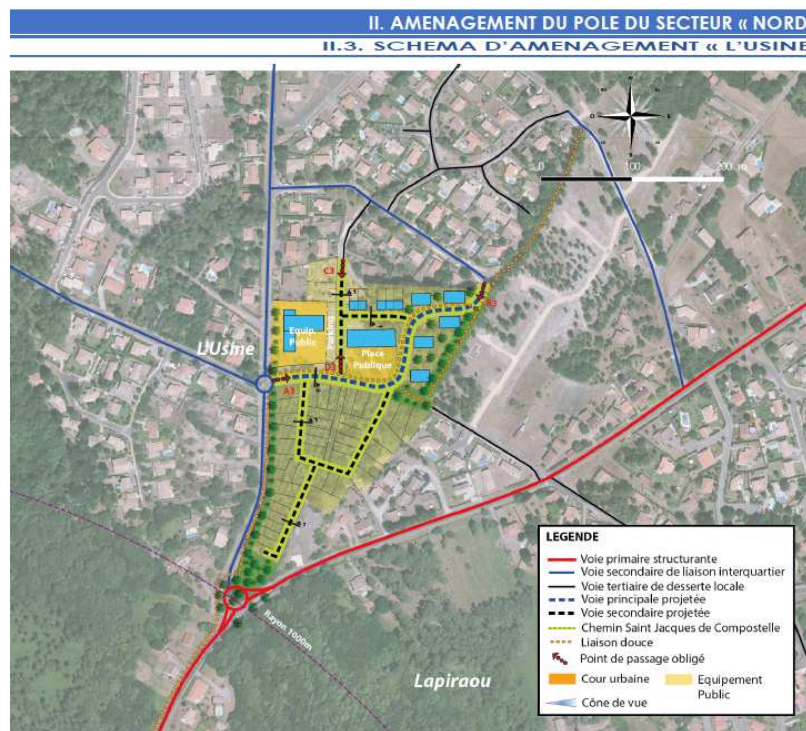 II. AMENAGEMENT DU POLE DU SECTEUR « NORD
II.3. SCHEMA D'AMENAGEMENT « L'USINE
O
E
0
100
200 m
C3
B3
L'Usine
Equip.
Public
Parking
Place
Publique
D3
A3
Rayon 1000m
Lapiraou
LEGENDE
Voie primaire structurante
Voie secondaire de liaison interquartier
Voie tertiaire de desserte locale
Voie principale projetée
Voie secondaire projetée
Chemin Saint Jacques de Compostelle
Liaison douce
Point de passage obligé
Cour urbaine
Equipement
Public
Cône de vue